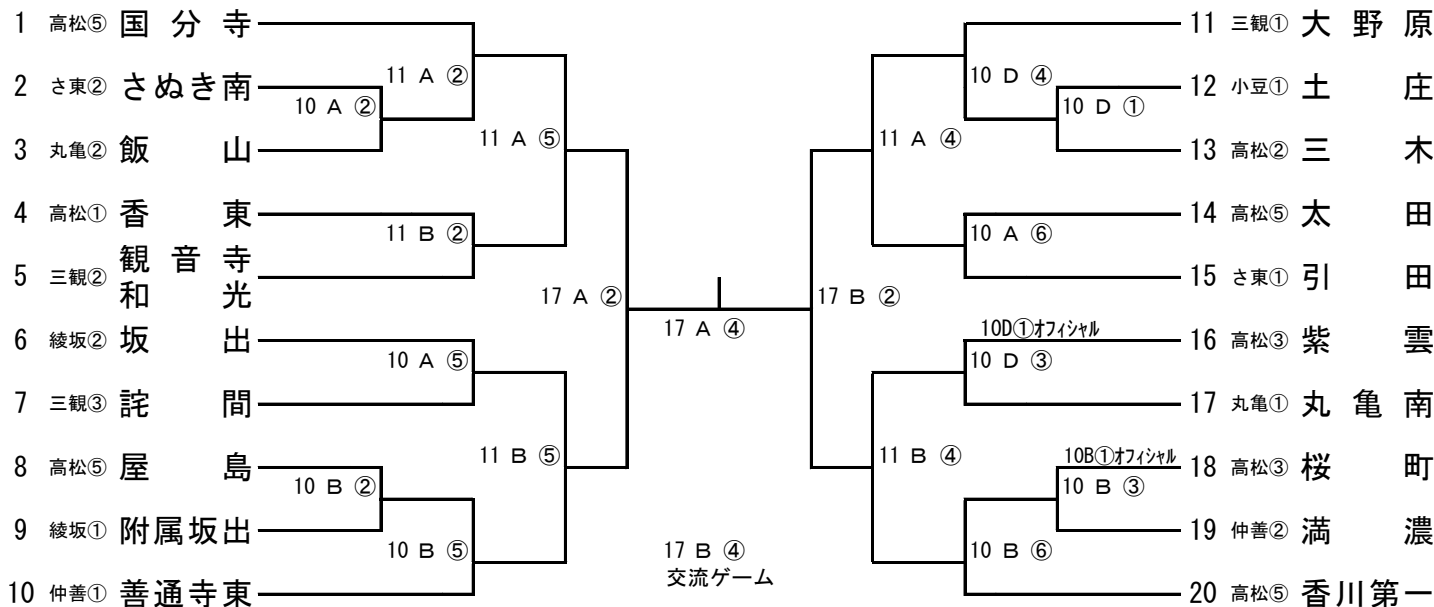 1 高松⑤ 国分寺
2 さ東② さぬき南
3 丸亀② 飯山
4 高松① 香東
5 三観② 観音寺
和光
6 綾坂② 坂出
7 三観③ 詫間
8 高松⑤ 屋島
9 綾坂① 附属坂出
10 仲善① 善通寺東
11 A ②
10 A ②
11 A ⑤
11 B ②
17 A ②
10 A ⑤
11 B ⑤
10 B ②
10 B ⑤
17 A ④
17 B ④
交流ゲーム
10 D ④
10 D ①
11 A ④
10 A ⑥
17 B ②
10D①オフィシャル
10 D ③
11 B ④
10B①オフィシャル
10 B ③
10 B ⑥
11 三観① 大野原
12 小豆① 土庄
13 高松② 三木
14 高松⑤ 太田
15 さ東① 引田
16 高松③ 紫雲
17 丸亀① 丸亀南
18 高松③ 桜町
19 仲善② 満濃
20 高松⑤ 香川第一